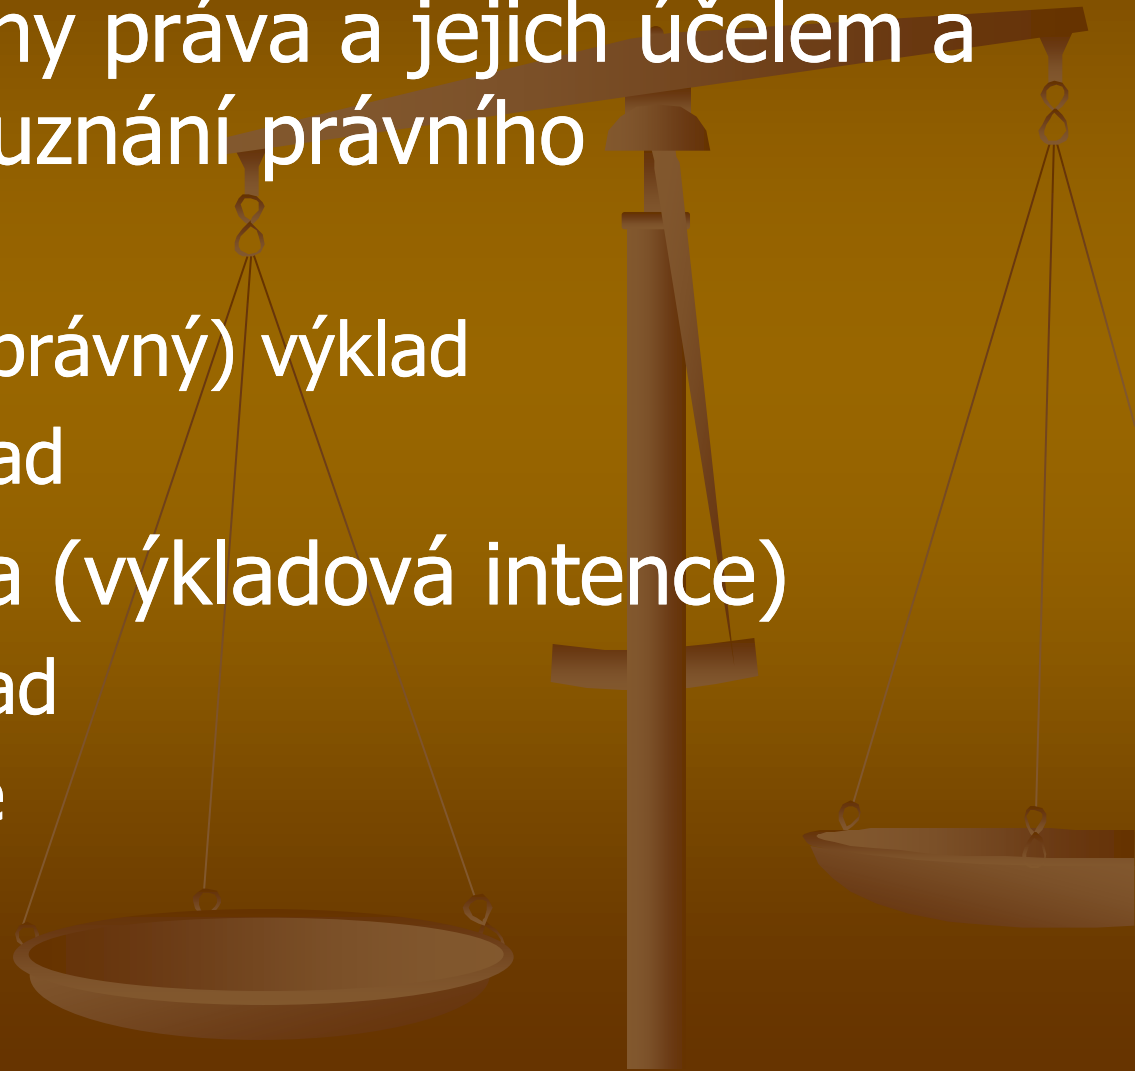 ny práva a jejich účelem a
uznání právního
právný) výklad
ad
a (výkladová intence)
ad
e